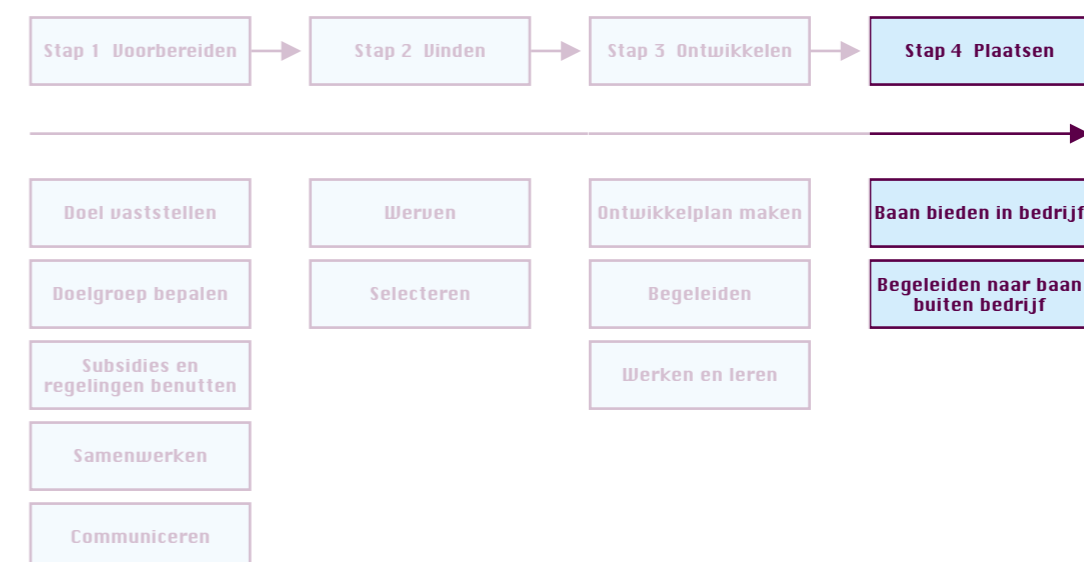 Stap 1 Voorbereiden
Stap 2 Vinden
Stap 3 Ontwikkelen
Stap 4 Plaatsen
Doel vaststellen
Doelgroep bepalen
Subsidies en
regelingen benutten
Samenwerken
Communiceren
Werven
Selecteren
Ontwikkelplan maken
Begeleiden
Werken en leren
Baan bieden in bedrijf
Begeleiden naar baan
buiten bedrijf